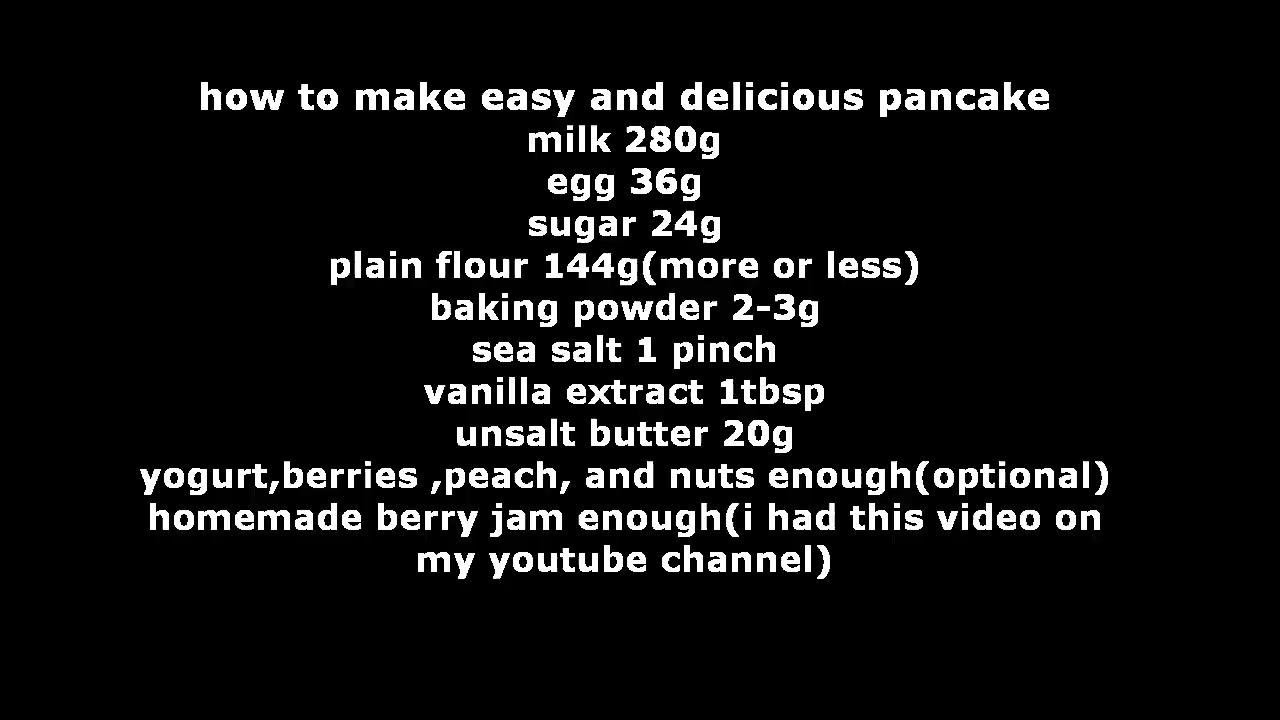 how to make easy and delicious pancake
milk 280g
egg 36g
sugar 24g
plain flour 144g(more or less)
baking powder 2-3g
sea salt 1 pinch
vanilla extract 1tbsp
unsalt butter 20g
yogurt,berries ,peach, and nuts enough(optional)
homemade berry jam enough(i had this video on
my youtube channel)